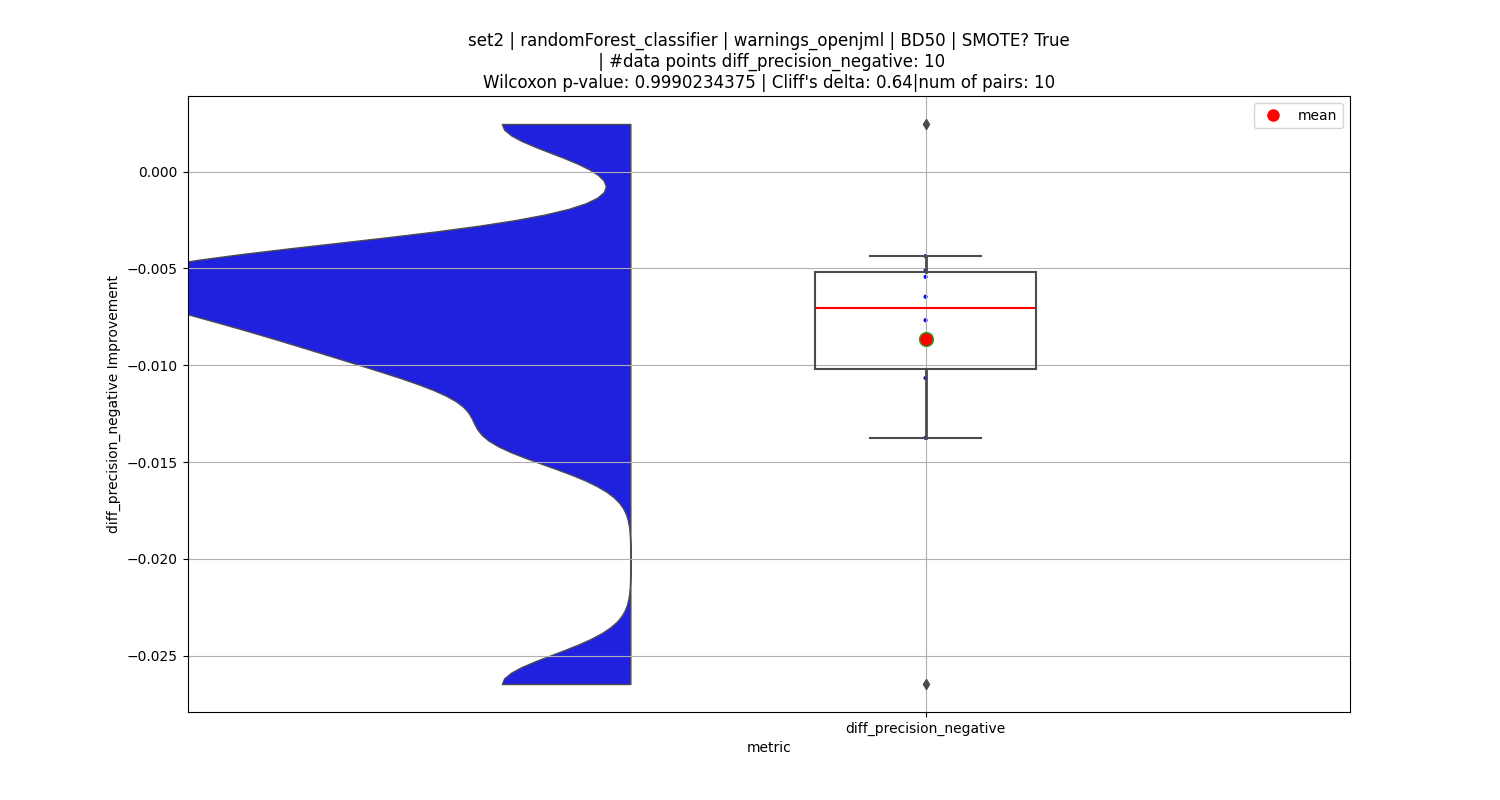 set2 | randomForest_classifier | warnings_openjml | BD50 | SMOTE? True
| #data points diff_precision_negative: 10
Wilcoxon p-value: 0.9990234375 | Cliff's delta: 0.64|num of pairs: 10
mean
0.000
−0.005
−0.010
−0.015
−0.020
−0.025
diff_precision_negative Improvement
diff_precision_negative
metric